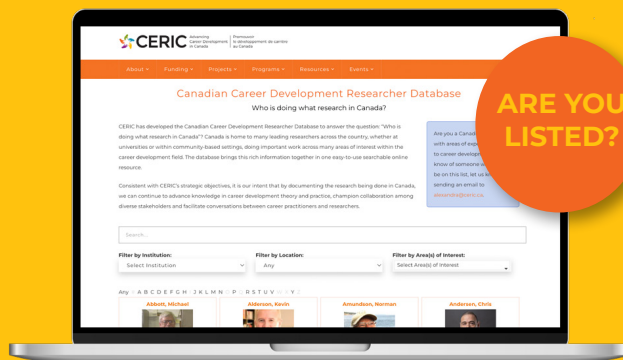 CERIC
Advancing
Career Development
in Canada
Promouvoir
le développement de carrière
au Canada
About
Funding
Projects
Programs
Resources
Events
Canadian Career Development Researcher Database
Who is doing what research in Canada?
CERIC has developed the Canadian Career Development Researcher Database to answer the question: "Who is
doing what research in Canada"? Canada is home to many leading researchers across the country, whether at
universities or within community-based settings, doing important work across many areas of interest within the
career development field. The database brings this rich information together in one easy-to-use searchable online
resource.
Consistent with CERIC's strategic objectives, it is our intent that by documenting the research being done in Canada,
we can continue to advance knowledge in career development theory and practice, champion collaboration among
diverse stakeholders and facilitate conversations between career practitioners and researchers.
Are you a
with areas of
to career
know of someone
be on this list, let us
sending an email to
ARE YOU
LISTED?
Search...
Filter by Institution:
Select Institution
Filter by Location:
Any
Filter by Area(s) of Interest:
Select Area(s) of Interest
Any A B C D E F G H J K L M N P R S T U V Y
Abbott, Michael
Alderson, Kevin
Amundson, Norman
Andersen, Chris